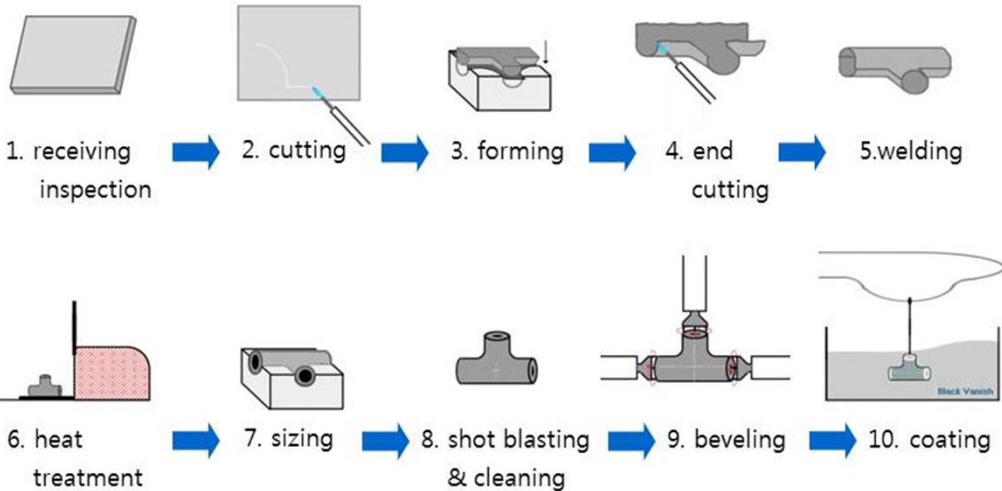 1. receiving
inspection
2. cutting
3. forming
4. end
cutting
5.welding
Black Vanish
6. heat
treatment
7. sizing
8. shot blasting
& cleaning
9. beveling
10. coating